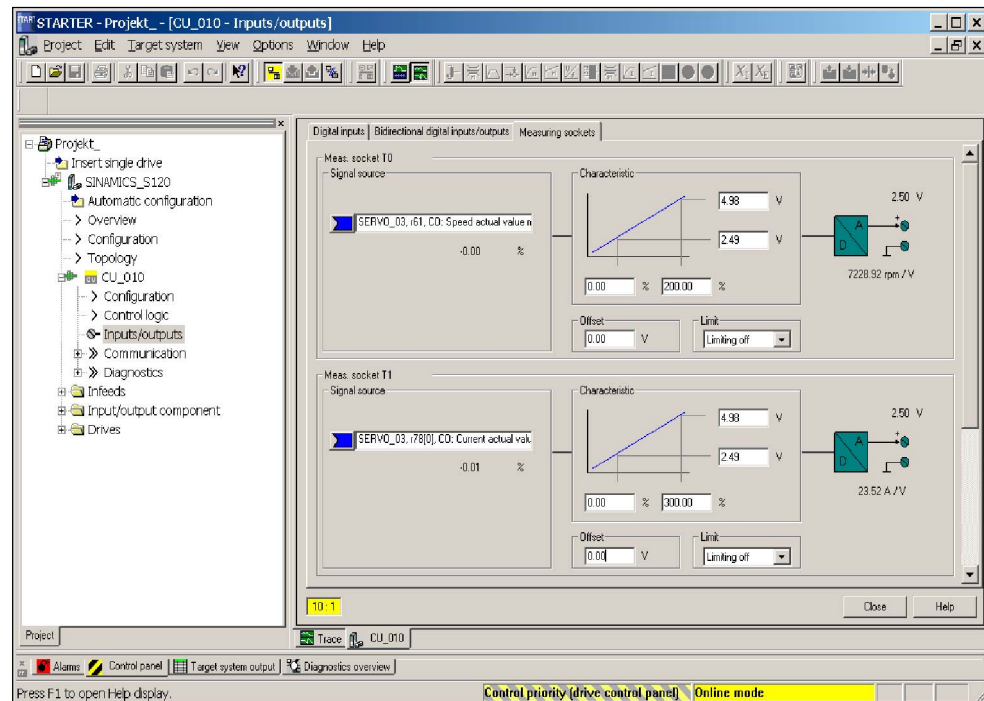 STARTER - Projekt_ - [CU_010 - Inputs/outputs]
Project Edit Target system View Options Window Help
Projekt_
Insert single drive
SINAMICS_S120
Automatic configuration
Overview
Configuration
Topology
CU_010
Configuration
Control logic
Inputs/outputs
Communication
Diagnostics
Infeeds
Input/output component
Drives
Project
Digital inputs Bidirectional digital inputs/outputs Measuring sockets
Meas. socket T0
Signal source
SERVO_03, r61, CO: Speed actual value
-0.00 %
Characteristic
4.98 V
2.49 V
0.00 % 200.00 %
Offset
0.00 V
Limit
Limiting off
2.50 V
A
D
7228.92 rpm / V
Meas. socket T1
Signal source
SERVO_03, r78[0], CO: Current actual
-0.01 %
Characteristic
4.98 V
2.49 V
0.00 % 300.00 %
Offset
0.00 V
Limit
Limiting off
2.50 V
A
D
23.52 A / V
10 : 1
Close Help
Trace CU_010
Alarms Control panel Target system output Diagnostics overview
Press F1 to open Help display.
Control priority (drive control panel) Online mode